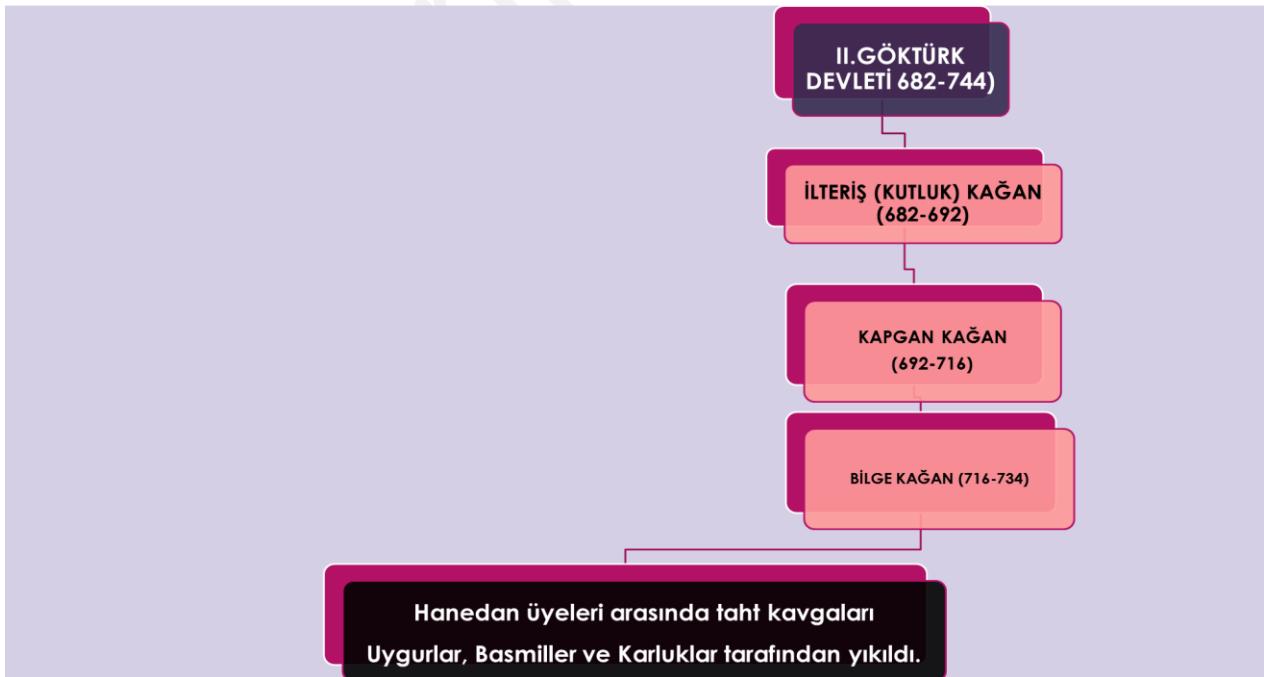 II.GÖKTÜRK
DEVLETİ 682-744)
İLTERİŞ (KUTLUK) KAĞAN
(682-692)
KAPGAN KAĞAN
(692-716)
BİLGE KAĞAN (716-734)
Hanedan üyeleri arasında taht kavgaları
Uygurlar, Basmiller ve Karluklar tarafından yıkıldı.